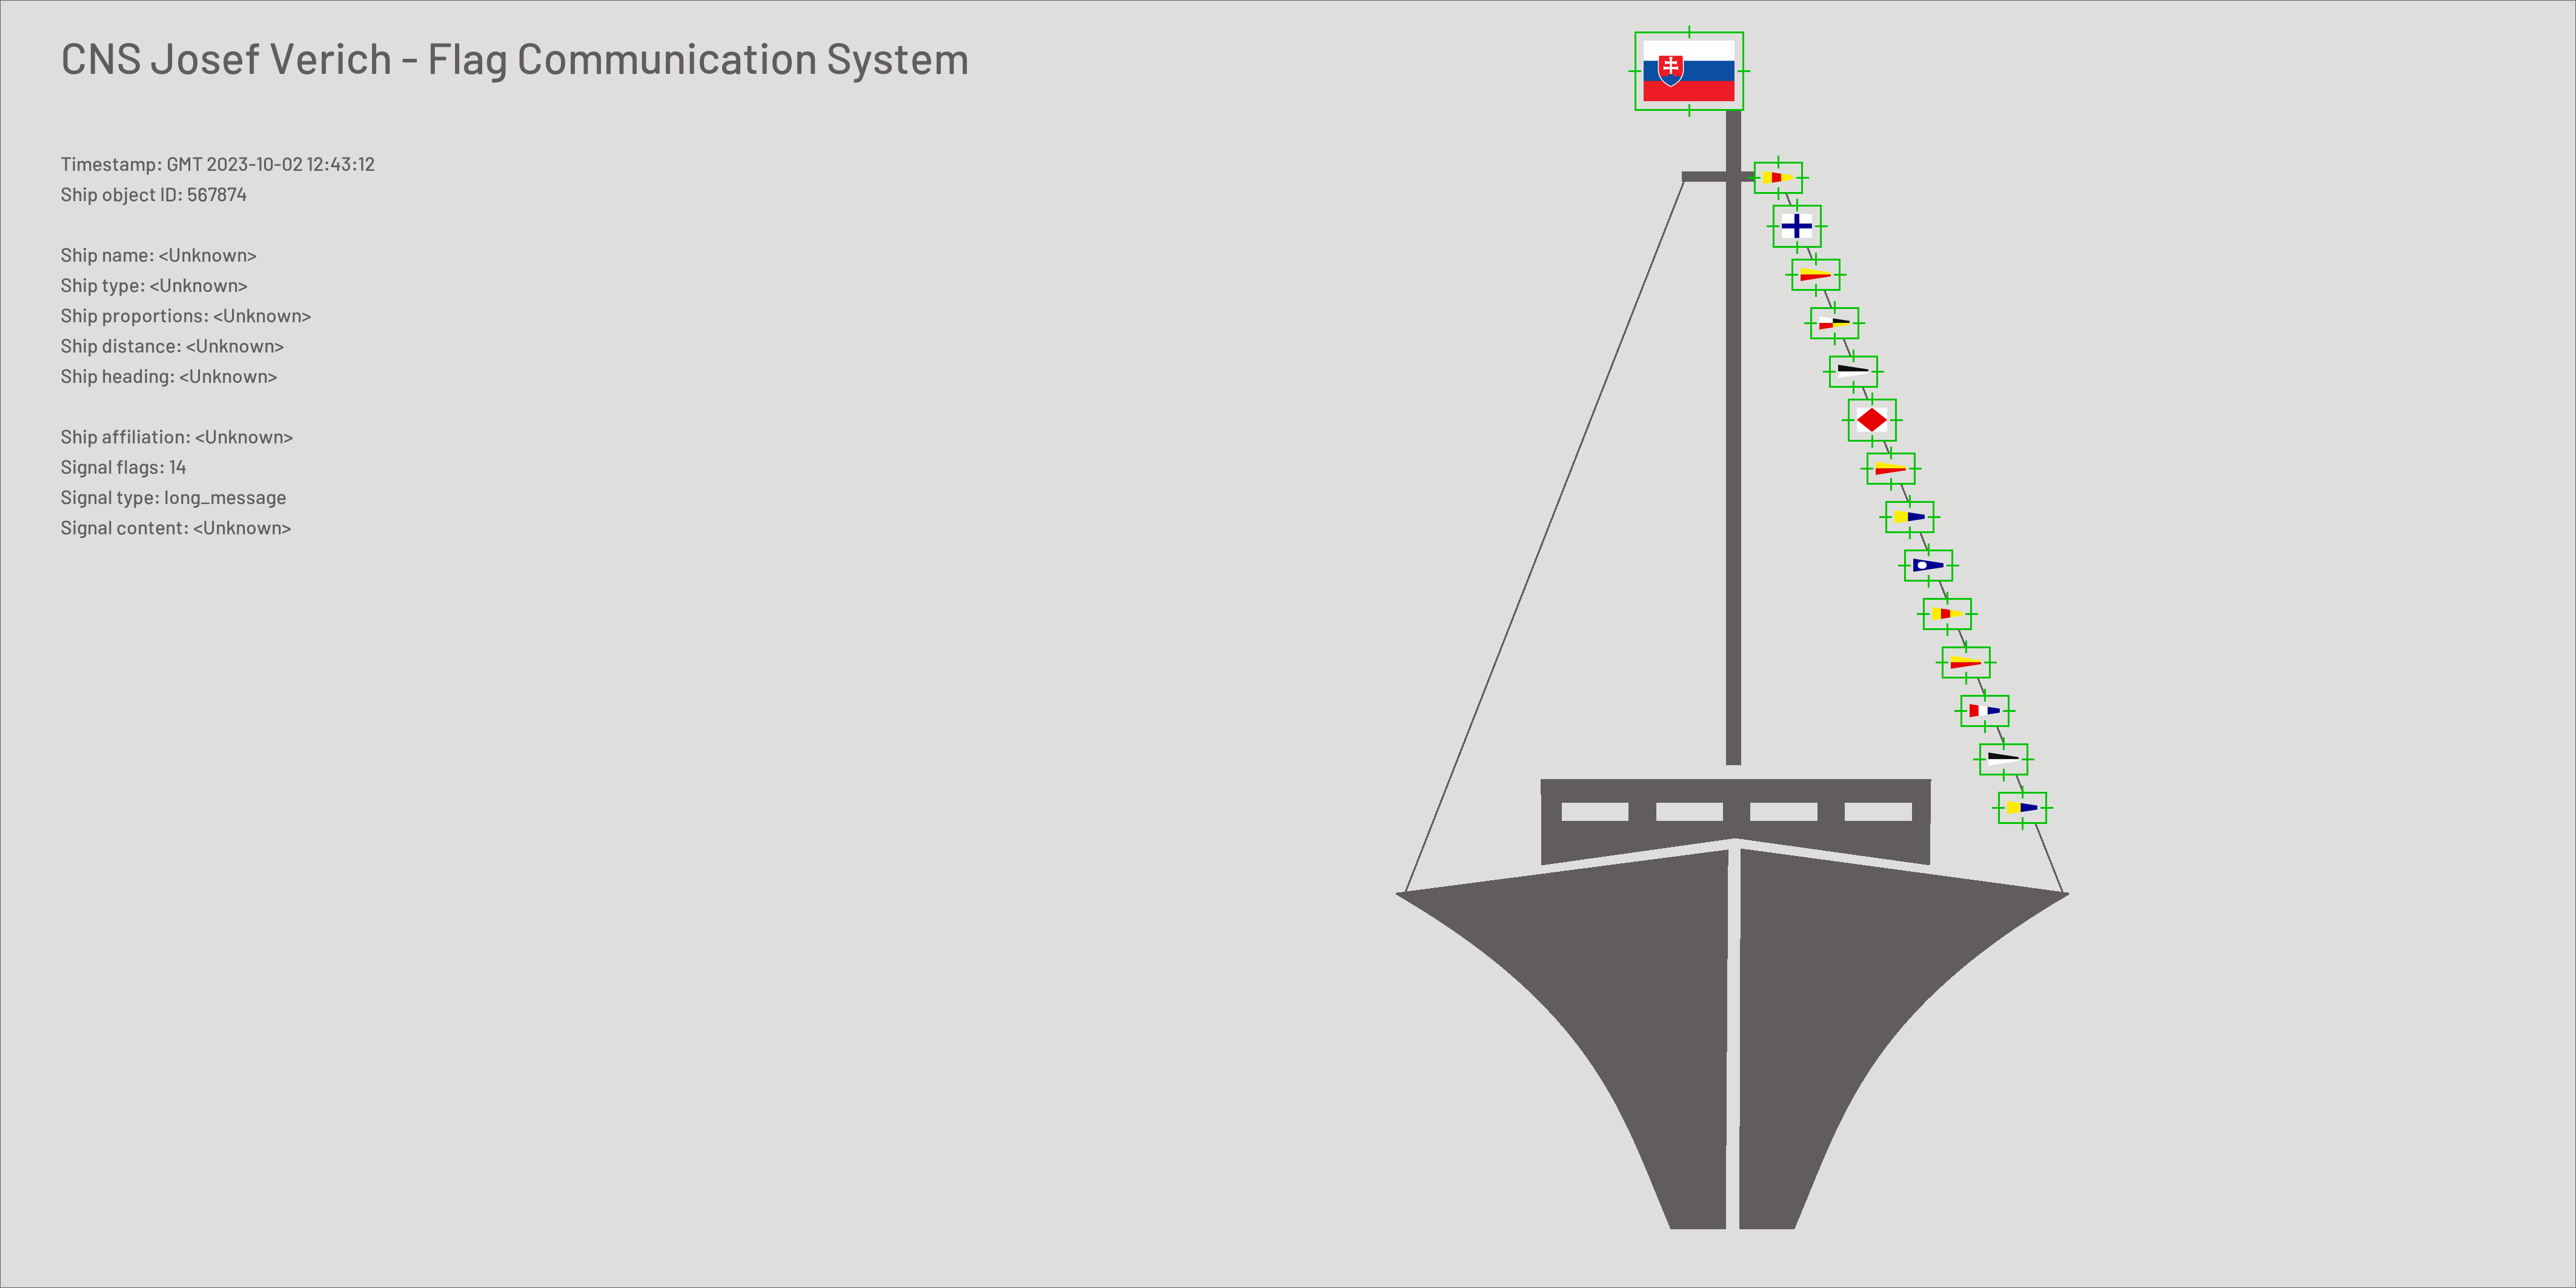 CNS Josef Verich - Flag Communication System
Timestamp: GMT 2023-10-02 12:43:12
Ship object ID: 567874
Ship name: <Unknown>
Ship type: <Unknown>
Ship proportions: <Unknown>
Ship distance: <Unknown>
Ship heading: <Unknown>
Ship affiliation: <Unknown>
Signal flags: 14
Signal type: long_message
Signal content: <Unknown>